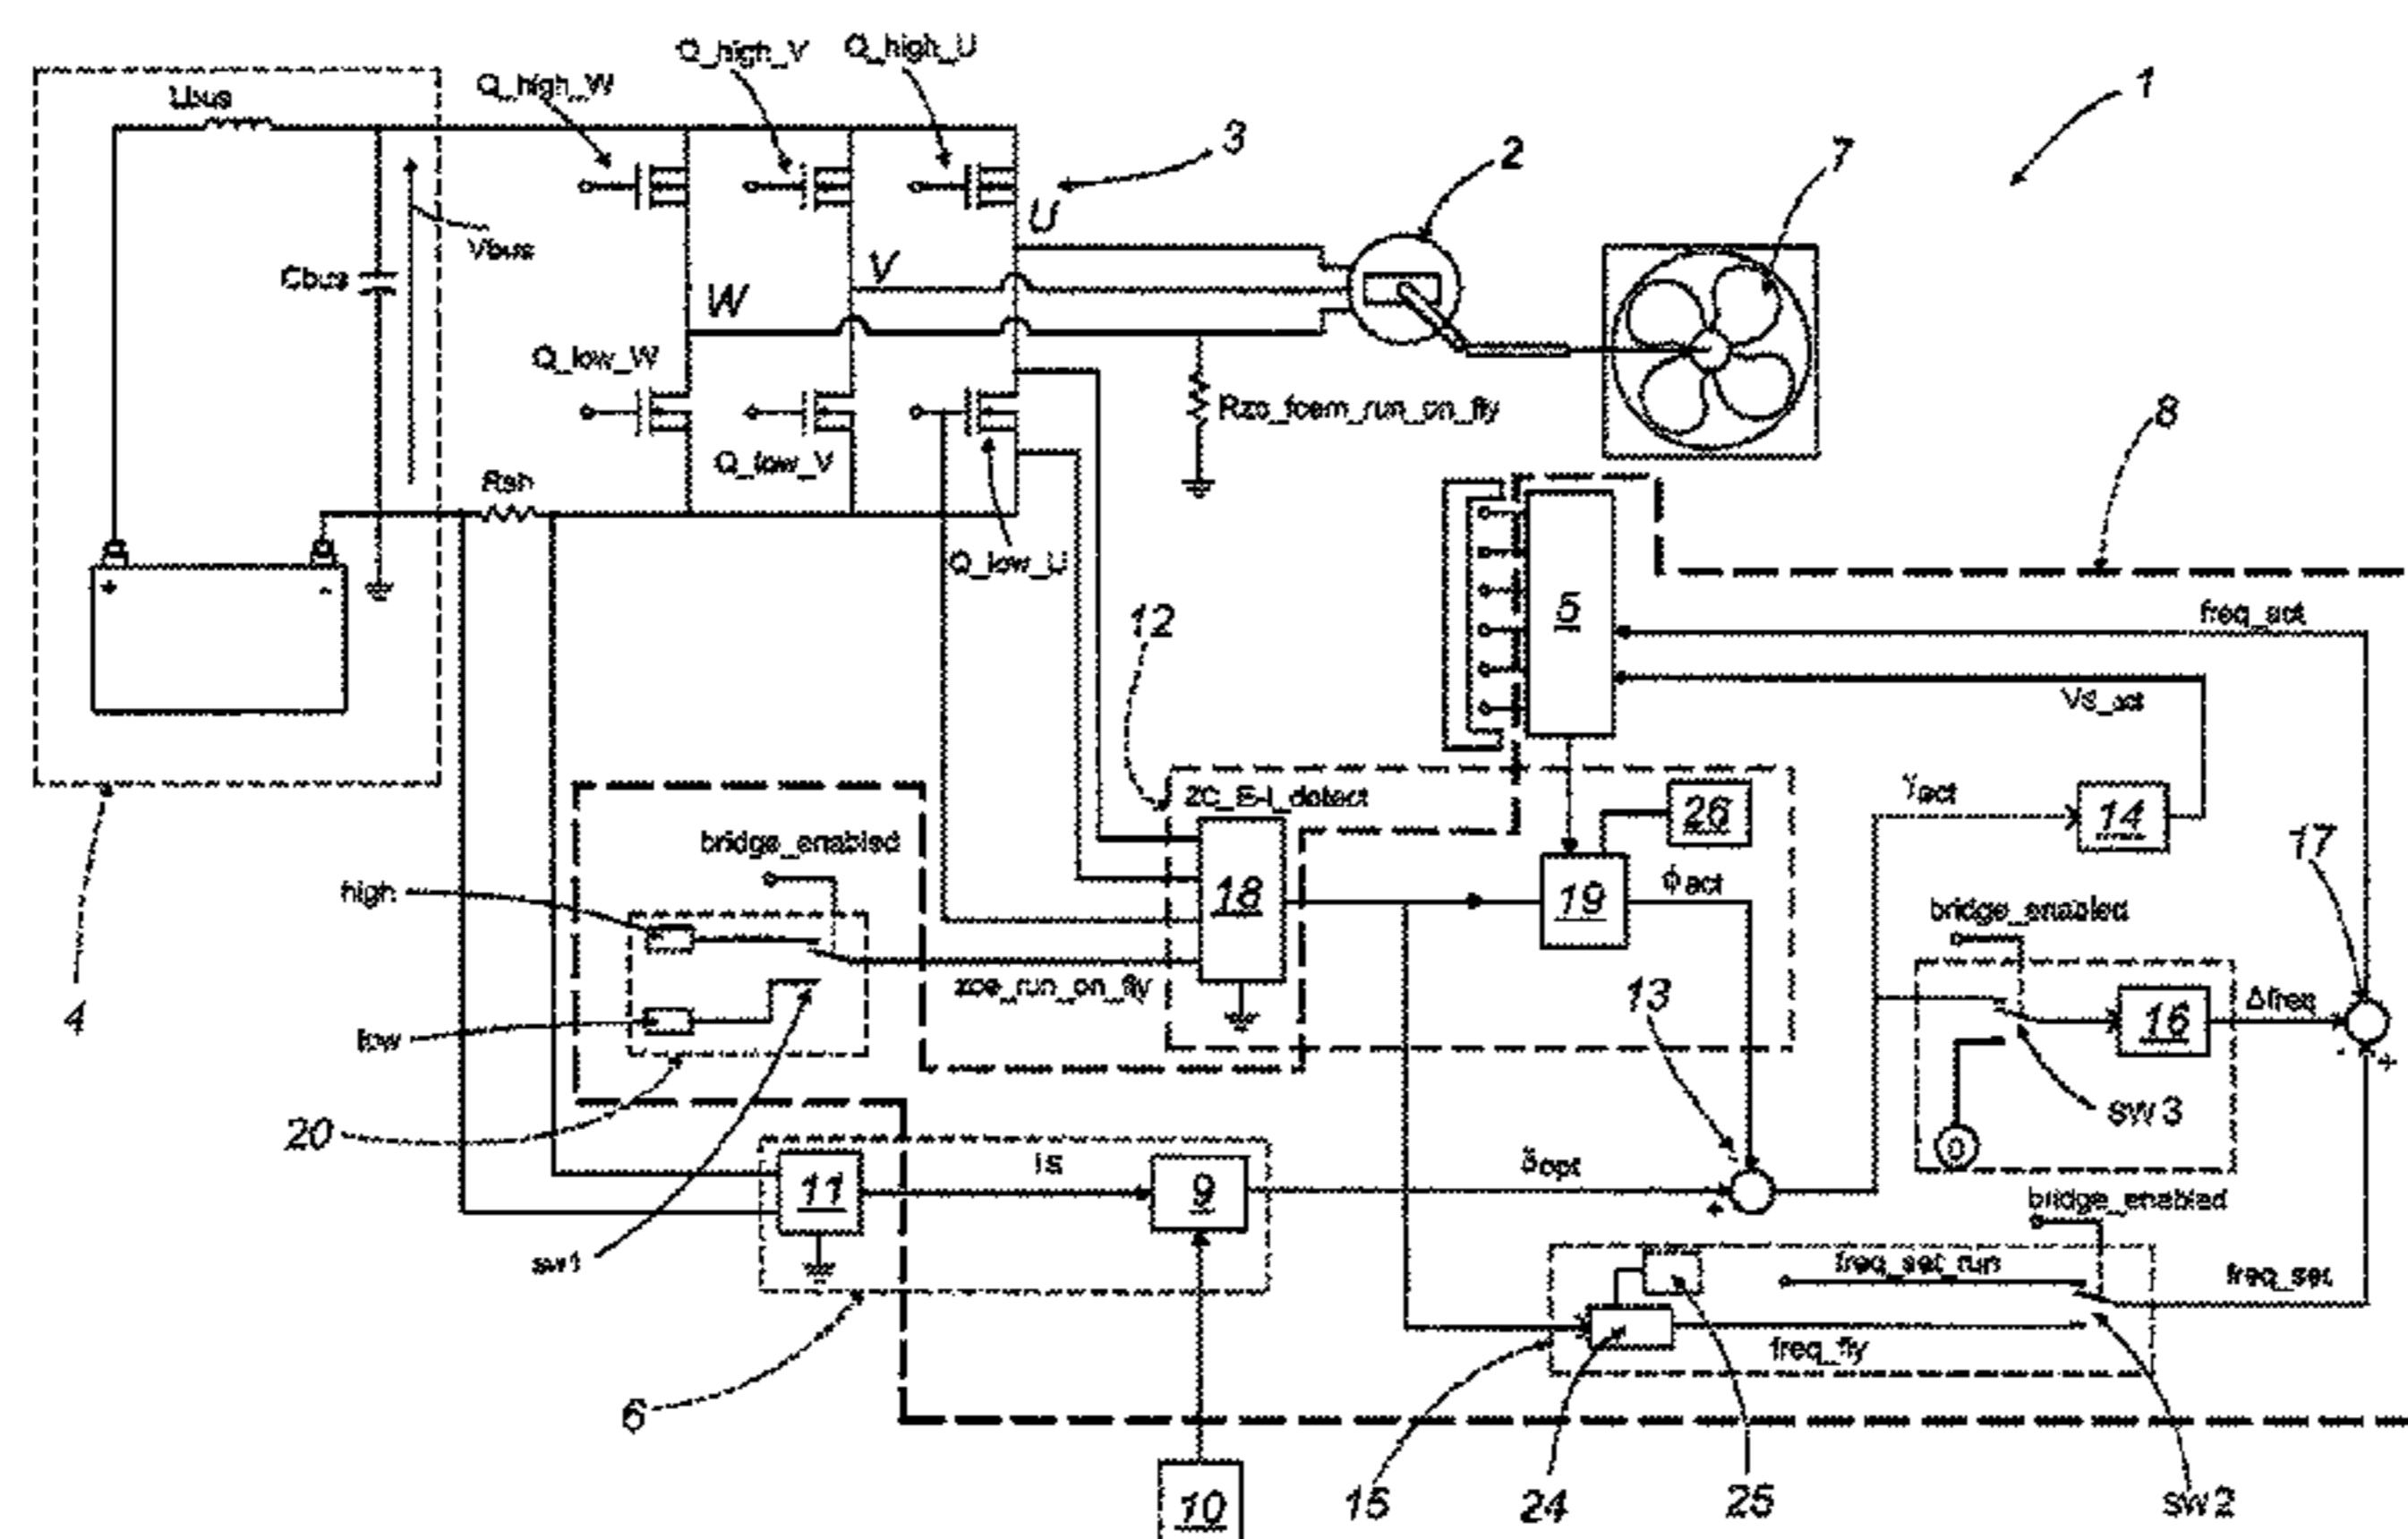 Q_high_V
Q_high_U
1
Q_high_W
Lbus
3
2
7
U
Vbus
V
Cbus
W
Q_low_W
Rzc_fcem_run_on_fly
8
Q_low_V
Rsh
Q_low_U
+
-
5
freq_act
12
Vs_act
ZC_E-I_detect
γact
26
14
bridge_enabled
17
high
18
19
ϕact
bridge_enabled
4
zce_run_on_fly
13
16
Δfreq
low
-
+
sw3
20
0
-
Is
δopt
11
9
+
bridge_enabled
sw1
freq_set_run
freq_set
freq_fly
6
10
15
24
25
sw2